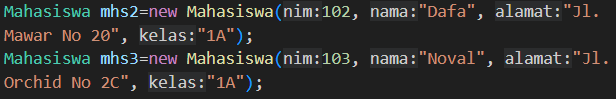 Mahasiswa mhs2=new Mahasiswa(nim:102, nama:"Dafa", alamat:"Jl.
Mawar No 20", kelas:"1A");
Mahasiswa mhs3=new Mahasiswa(nim:103, nama:"Noval", alamat:"Jl.
Orchid No 2C", kelas:"1A");